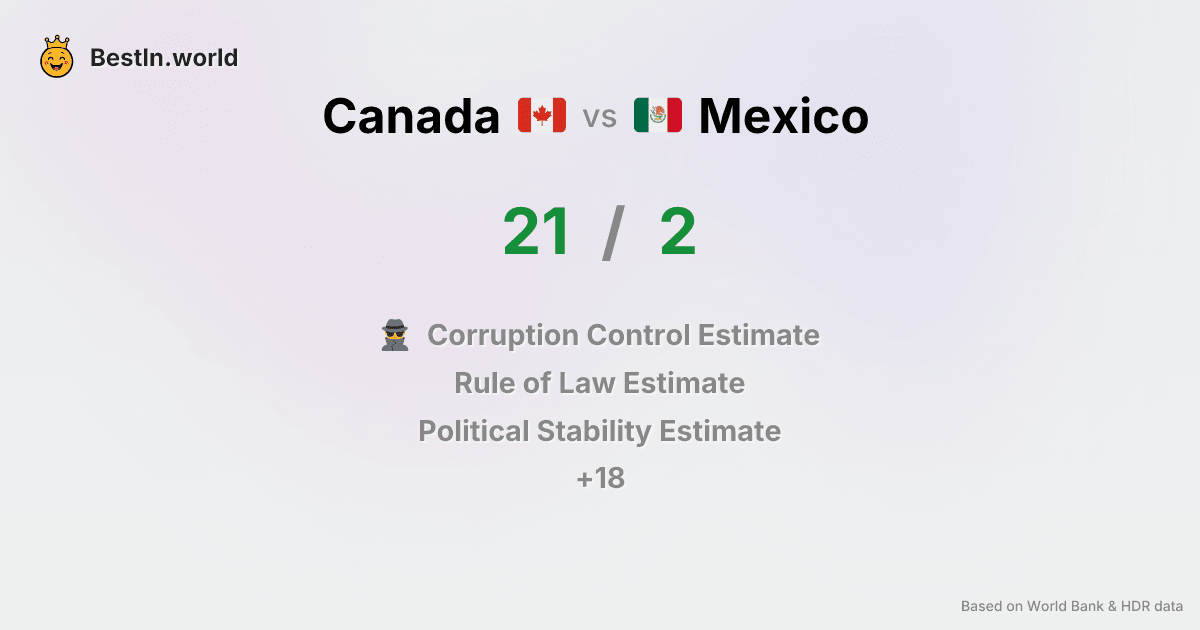 BestIn.world
Canada vs Mexico
21 / 2
Corruption Control Estimate
Rule of Law Estimate
Political Stability Estimate
+18
Based on World Bank & HDR data